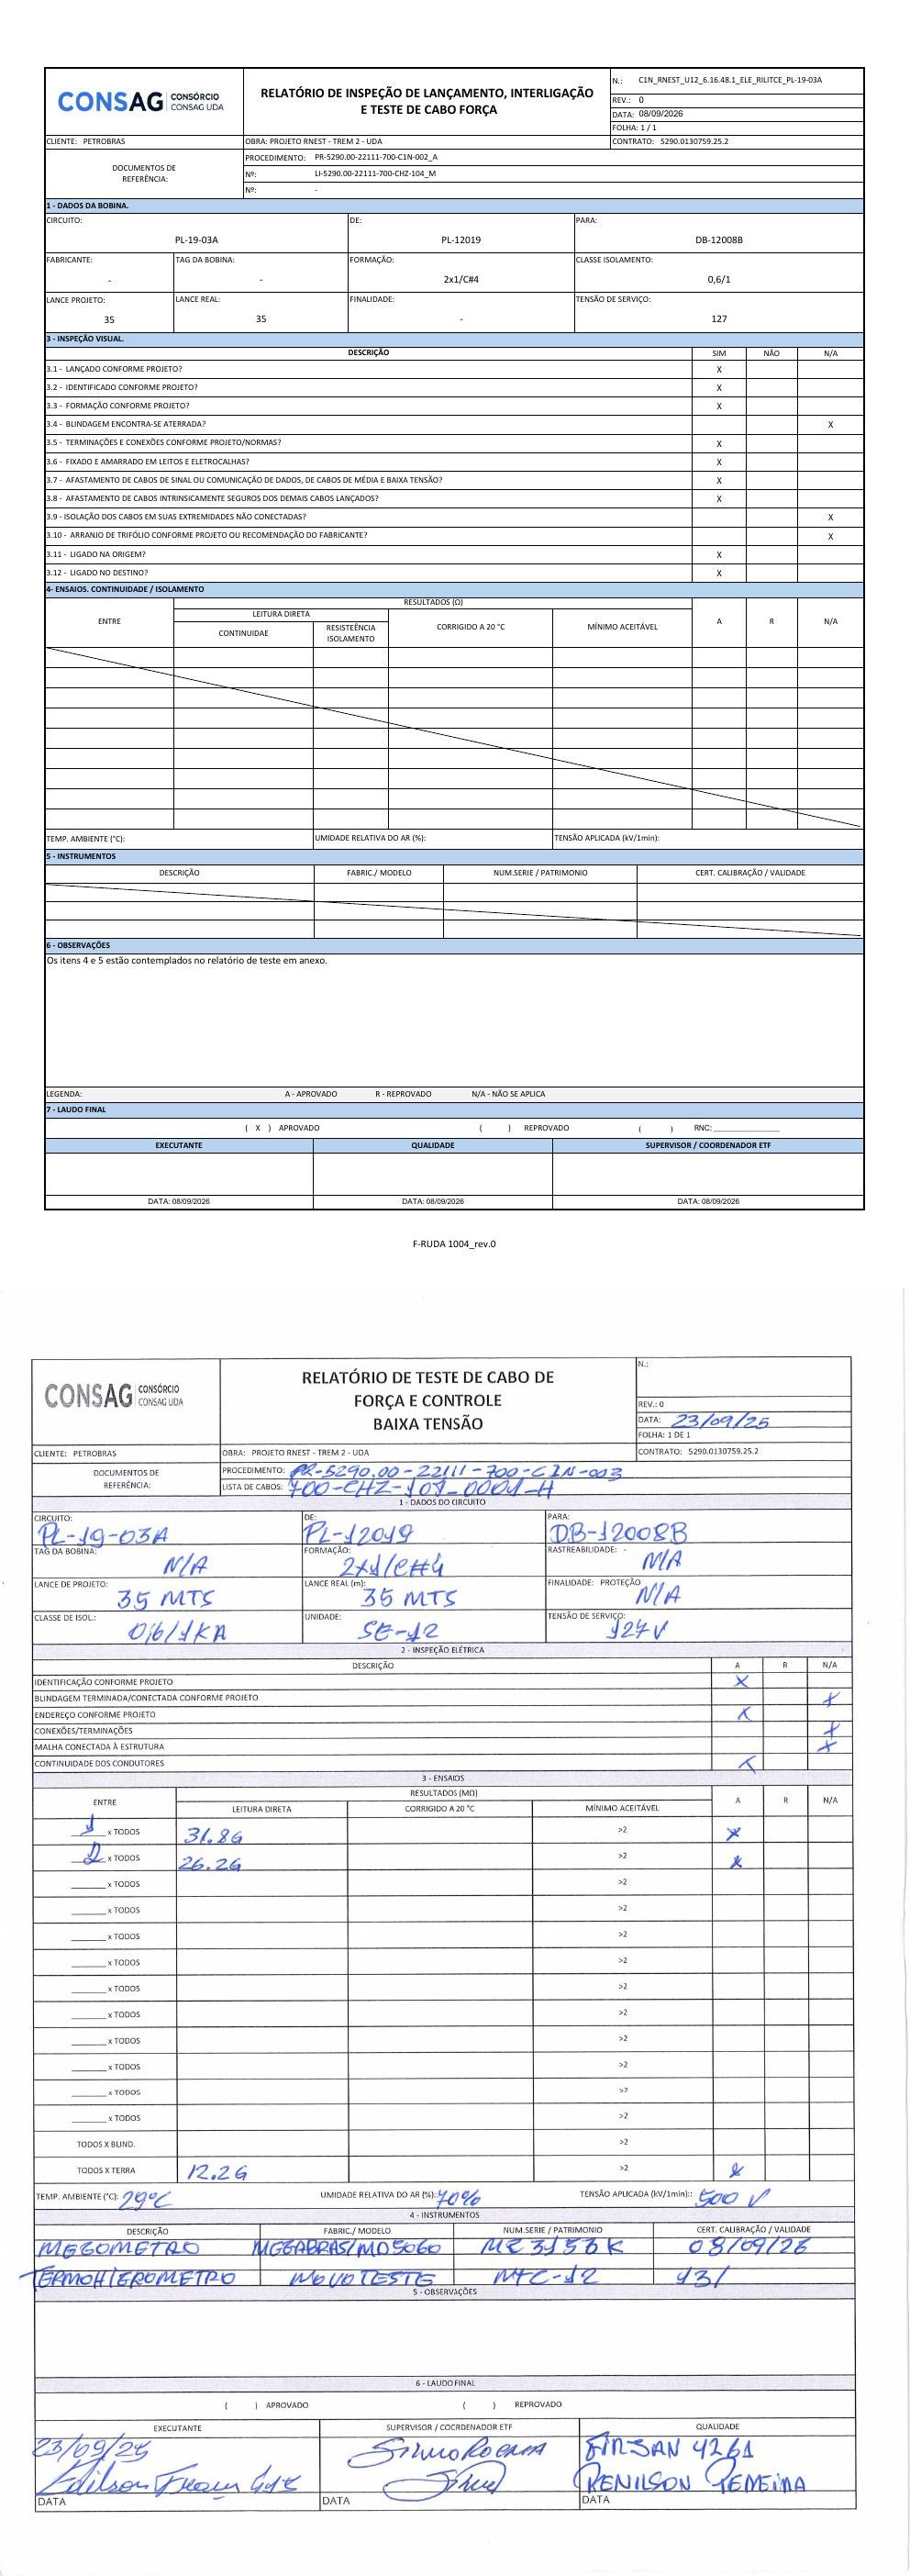 CONSAG CONSÓRCIO CONSAG UDA
RELATÓRIO DE INSPEÇÃO DE LANÇAMENTO, INTERLIGAÇÃO E TESTE DE CABO FORÇA
N.: C1N_RNEST_U12_6.16.48.1_ELE_RILITCE_PL-19-03A
REV.: 0
DATA: 08/09/2026
FOLHA: 1 / 1
CLIENTE: PETROBRAS OBRA: PROJETO RNEST - TREM 2 - UDA CONTRATO: 5290.0130759.25.2
DOCUMENTOS DE REFERÊNCIA:
PROCEDIMENTO: PR-5290.00-22111-700-C1N-002_A
Nº: LI-5290.00-22111-700-CHZ-104_M
Nº: -
1 - DADOS DA BOBINA.
CIRCUITO: DE: PARA:
PL-19-03A PL-12019 DB-12008B
FABRICANTE: TAG DA BOBINA: FORMAÇÃO: CLASSE ISOLAMENTO:
- - 2x1/C#4 0,6/1
LANCE PROJETO: LANCE REAL: FINALIDADE: TENSÃO DE SERVIÇO:
35 35 - 127
3 - INSPEÇÃO VISUAL.
DESCRIÇÃO SIM NÃO N/A
3.1 - LANÇADO CONFORME PROJETO? X
3.2 - IDENTIFICADO CONFORME PROJETO? X
3.3 - FORMAÇÃO CONFORME PROJETO? X
3.4 - BLINDAGEM ENCONTRA-SE ATERRADA? X
3.5 - TERMINAÇÕES E CONEXÕES CONFORME PROJETO/NORMAS? X
3.6 - FIXADO E AMARRADO EM LEITOS E ELETROCALHAS? X
3.7 - AFASTAMENTO DE CABOS DE SINAL OU COMUNICAÇÃO DE DADOS, DE CABOS DE MÉDIA E BAIXA TENSÃO? X
3.8 - AFASTAMENTO DE CABOS INTRINSICAMENTE SEGUROS DOS DEMAIS CABOS LANÇADOS? X
3.9 - ISOLAÇÃO DOS CABOS EM SUAS EXTREMIDADES NÃO CONECTADAS? X
3.10 - ARRANJO DE TRIFÓLIO CONFORME PROJETO OU RECOMENDAÇÃO DO FABRICANTE? X
3.11 - LIGADO NA ORIGEM? X
3.12 - LIGADO NO DESTINO? X
4- ENSAIOS. CONTINUIDADE / ISOLAMENTO
RESULTADOS (Ω)
ENTRE LEITURA DIRETA CORRIGIDO A 20 °C MÍNIMO ACEITÁVEL A R N/A
CONTINUIDAE RESISTEÊNCIA ISOLAMENTO
TEMP. AMBIENTE (°C): UMIDADE RELATIVA DO AR (%): TENSÃO APLICADA (kV/1min):
5 - INSTRUMENTOS
DESCRIÇÃO FABRIC./ MODELO NUM.SERIE / PATRIMONIO CERT. CALIBRAÇÃO / VALIDADE
6 - OBSERVAÇÕES
Os itens 4 e 5 estão contemplados no relatório de teste em anexo.
LEGENDA: A - APROVADO R - REPROVADO N/A - NÃO SE APLICA
7 - LAUDO FINAL
( X ) APROVADO ( ) REPROVADO ( ) RNC: ______________
EXECUTANTE QUALIDADE SUPERVISOR / COORDENADOR ETF
DATA: 08/09/2026 DATA: 08/09/2026 DATA: 08/09/2026
F-RUDA 1004_rev.0
CONSAG CONSÓRCIO CONSAG UDA
RELATÓRIO DE TESTE DE CABO DE
FORÇA E CONTROLE
BAIXA TENSÃO
N.:
REV.: 0
DATA: 23/09/25
FOLHA: 1 DE 1
CLIENTE: PETROBRAS OBRA: PROJETO RNEST - TREM 2 - UDA CONTRATO: 5290.0130759.25.2
DOCUMENTOS DE REFERÊNCIA:
PROCEDIMENTO: PR-5290.00-22111-700-C1N-003
LISTA DE CABOS: 700-CHZ-107_0001_H
1 - DADOS DO CIRCUITO
CIRCUITO: DE: PARA:
PL-19-03A PL-12019 DB-12008B
TAG DA BOBINA: FORMAÇÃO: RASTREABILIDADE: -
N/A 2x1/C#4 N/A
LANCE DE PROJETO: LANCE REAL (m): FINALIDADE: PROTEÇÃO
35 MTS 35 MTS N/A
CLASSE DE ISOL.: UNIDADE: TENSÃO DE SERVIÇO:
0,6/1KA SE-12 127V
2 - INSPEÇÃO ELÉTRICA
DESCRIÇÃO A R N/A
IDENTIFICAÇÃO CONFORME PROJETO X
BLINDAGEM TERMINADA/CONECTADA CONFORME PROJETO X
ENDEREÇO CONFORME PROJETO X
CONEXÕES/TERMINAÇÕES X
MALHA CONECTADA À ESTRUTURA X
CONTINUIDADE DOS CONDUTORES X
3 - ENSAIOS
RESULTADOS (MΩ)
ENTRE LEITURA DIRETA CORRIGIDO A 20 °C MÍNIMO ACEITÁVEL A R N/A
1 x TODOS 31.8G >2 X
2 x TODOS 26.2G >2 X
_______ x TODOS >2
_______ x TODOS >2
_______ x TODOS >2
_______ x TODOS >2
_______ x TODOS >2
_______ x TODOS >2
_______ x TODOS >2
_______ x TODOS >2
_______ x TODOS >2
_______ x TODOS >2
TODOS X BLIND. >2
TODOS X TERRA 12.2G >2 X
TEMP. AMBIENTE (°C): 29°C UMIDADE RELATIVA DO AR (%): 70% TENSÃO APLICADA (kV/1min): 500 V
4 - INSTRUMENTOS
DESCRIÇÃO FABRIC./ MODELO NUM.SERIE / PATRIMONIO CERT. CALIBRAÇÃO / VALIDADE
MEGOMETRO MEGABRAS/MD5060 MZ3153K 08/09/26
TERMOHIGROMETRO NOVOTESTE NTC-12
5 - OBSERVAÇÕES
6 - LAUDO FINAL
( ) APROVADO ( ) REPROVADO
EXECUTANTE SUPERVISOR / COORDENADOR ETF QUALIDADE
23/09/25
DATA DATA DATA